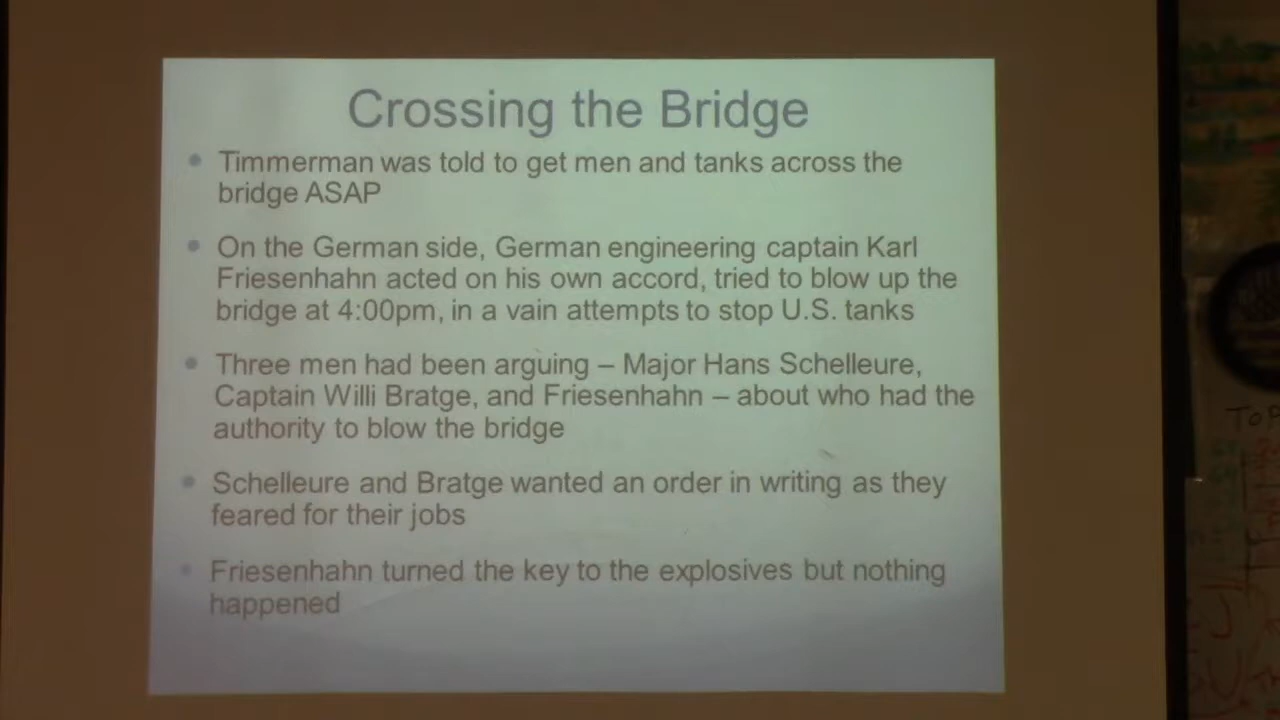 Crossing the Bridge
Timmerman was told to get men and tanks across the
bridge ASAP
On the German side, German engineering captain Karl
Friesenhahn acted on his own accord, tried to blow up the
bridge at 4:00pm, in a vain attempts to stop U.S. tanks
Three men had been arguing – Major Hans Schelleure,
Captain Willi Bratge, and Friesenhahn – about who had the
authority to blow the bridge
Schelleure and Bratge wanted an order in writing as they
feared for their jobs
Friesenhahn turned the key to the explosives but nothing
happened